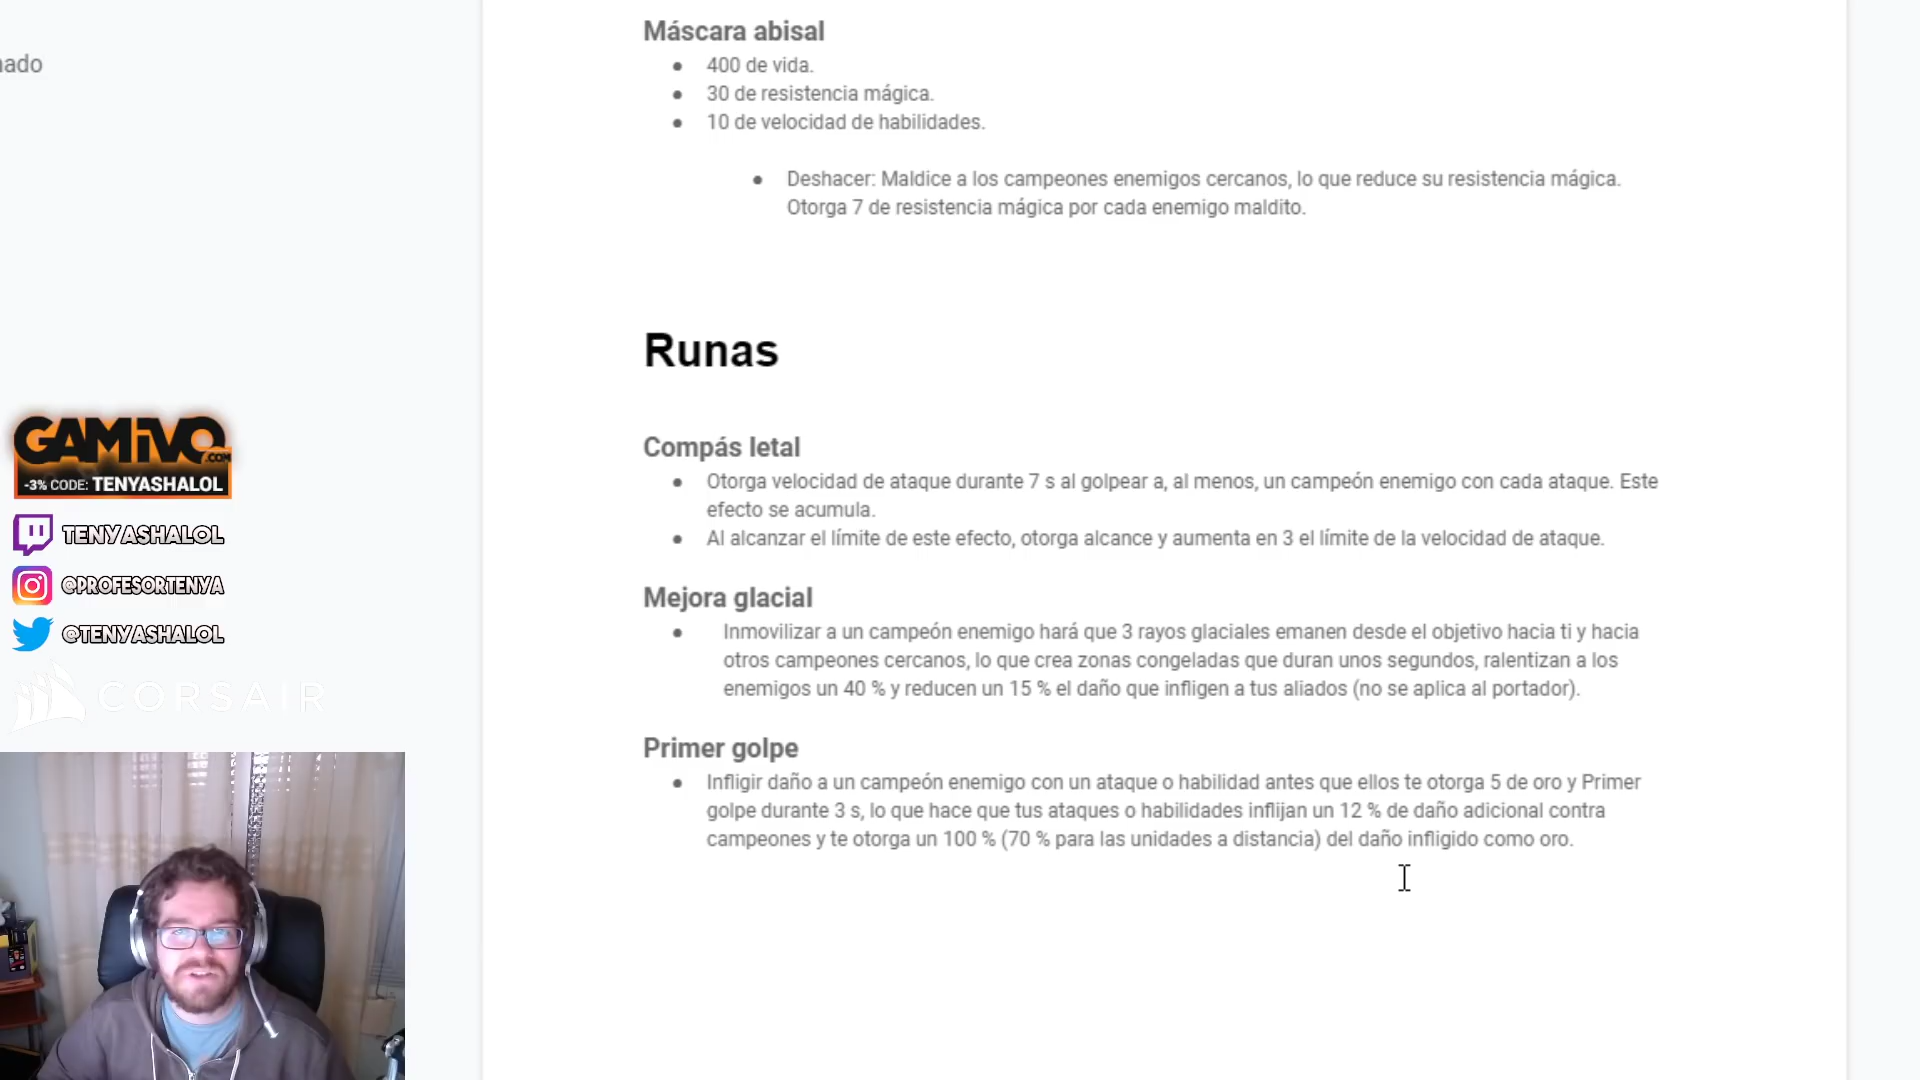 nado
Máscara abisal
400 de vida.
30 de resistencia mágica.
10 de velocidad de habilidades.
Deshacer: Maldice a los campeones enemigos cercanos, lo que reduce su resistencia mágica.
Otorga 7 de resistencia mágica por cada enemigo maldito.
Runas
Compás letal
Otorga velocidad de ataque durante 7 s al golpear a, al menos, un campeón enemigo con cada ataque. Este
efecto se acumula.
Al alcanzar el límite de este efecto, otorga alcance y aumenta en 3 el límite de la velocidad de ataque.
Mejora glacial
Inmovilizar a un campeón enemigo hará que 3 rayos glaciales emanen desde el objetivo hacia ti y hacia
otros campeones cercanos, lo que crea zonas congeladas que duran unos segundos, ralentizan a los
enemigos un 40 % y reducen un 15 % el daño que infligen a tus aliados (no se aplica al portador).
Primer golpe
Infligir daño a un campeón enemigo con un ataque o habilidad antes que ellos te otorga 5 de oro y Primer
golpe durante 3 s, lo que hace que tus ataques o habilidades inflijan un 12 % de daño adicional contra
campeones y te otorga un 100 % (70 % para las unidades a distancia) del daño infligido como oro.
GAMIVO.COM
-3% CODE: TENYASHALOL
TENYASHALOL
@PROFESORTENYA
@TENYASHALOL
CORSAIR